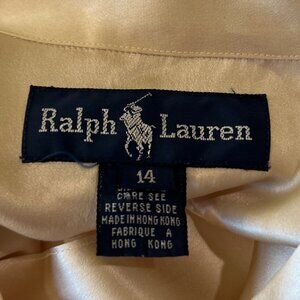 Ralph Lauren
14
CARE SEE
REVERSE SIDE
MADE IN HONG KONG
FABRIQUE A
HONG KONG